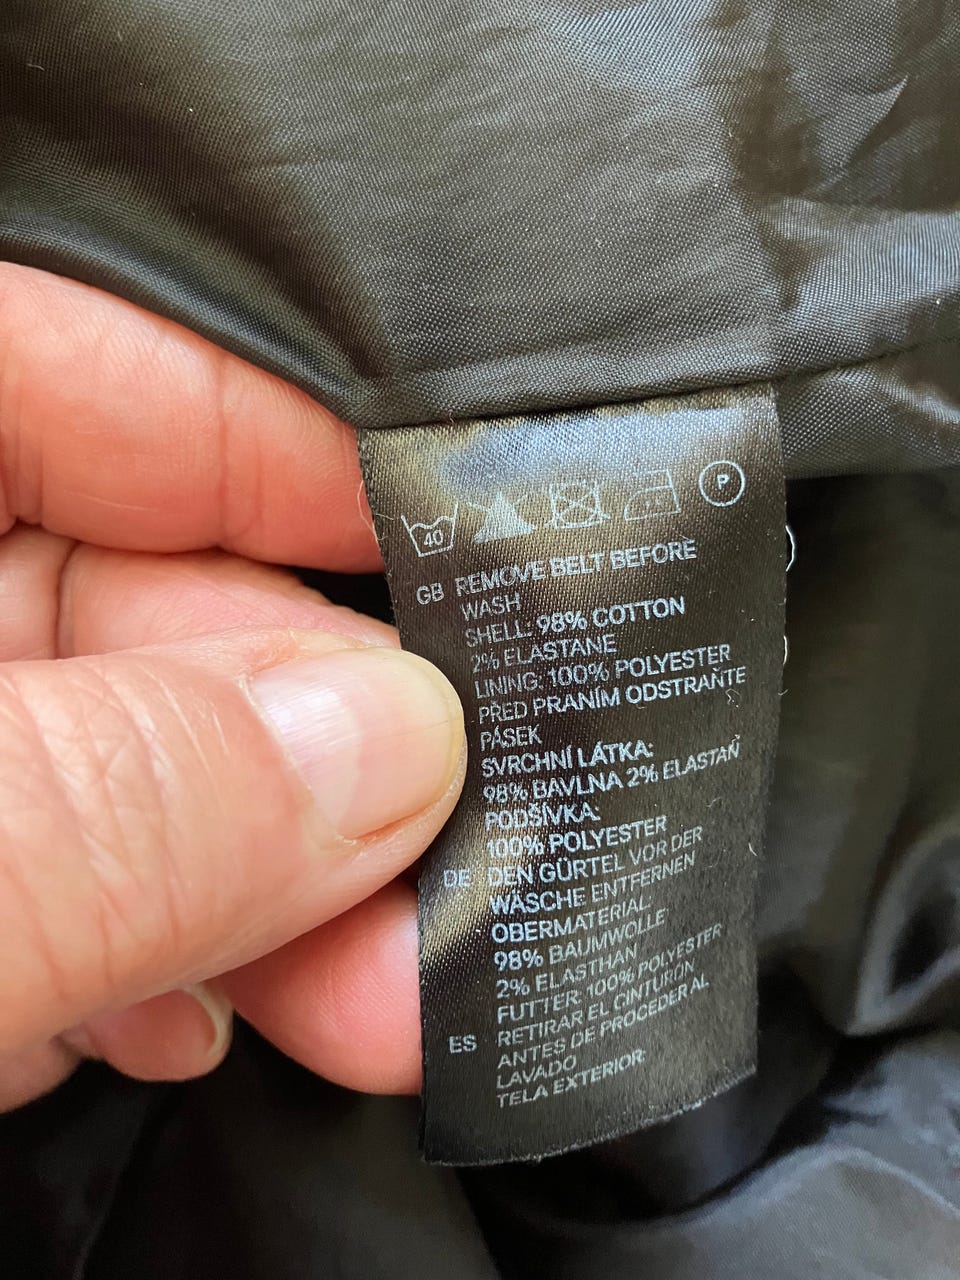 40 P
GB REMOVE BELT BEFORE
WASH
SHELL: 98% COTTON
2% ELASTANE
LINING: 100% POLYESTER
PŘED PRANÍM ODSTRAŇTE
PÁSEK
SVRCHNÍ LÁTKA:
98% BAVLNA 2% ELASTAŇ
PODŠÍVKA:
100% POLYESTER
DE DEN GÜRTEL VOR DER
WÄSCHE ENTFERNEN
OBERMATERIAL:
98% BAUMWOLLE
2% ELASTHAN
FUTTER: 100% POLYESTER
ES RETIRAR EL CINTURÓN
ANTES DE PROCEDER AL
LAVADO
TELA EXTERIOR: